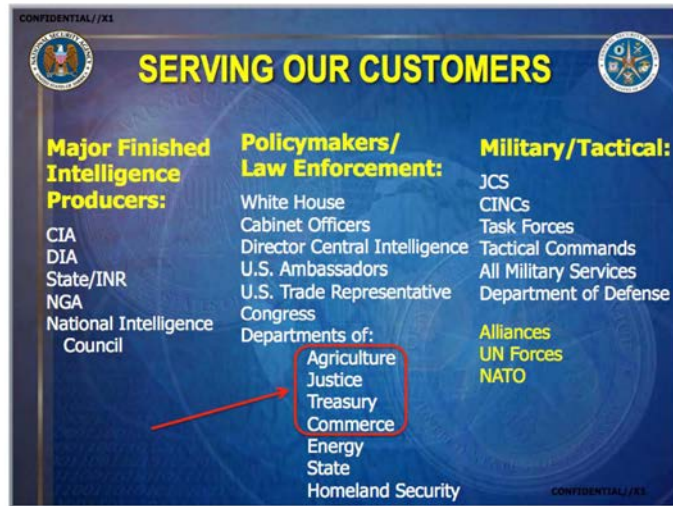 CONFIDENTIAL//X1
SERVING OUR CUSTOMERS
Major Finished
Intelligence
Producers:
CIA
DIA
State/INR
NGA
National Intelligence
Council
Policymakers/
Law Enforcement:
White House
Cabinet Officers
Director Central Intelligence
U.S. Ambassadors
U.S. Trade Representative
Congress
Departments of:
Agriculture
Justice
Treasury
Commerce
Energy
State
Homeland Security
Military/Tactical:
JCS
CINCs
Task Forces
Tactical Commands
All Military Services
Department of Defense
Alliances
UN Forces
NATO
CONFIDENTIAL//X1